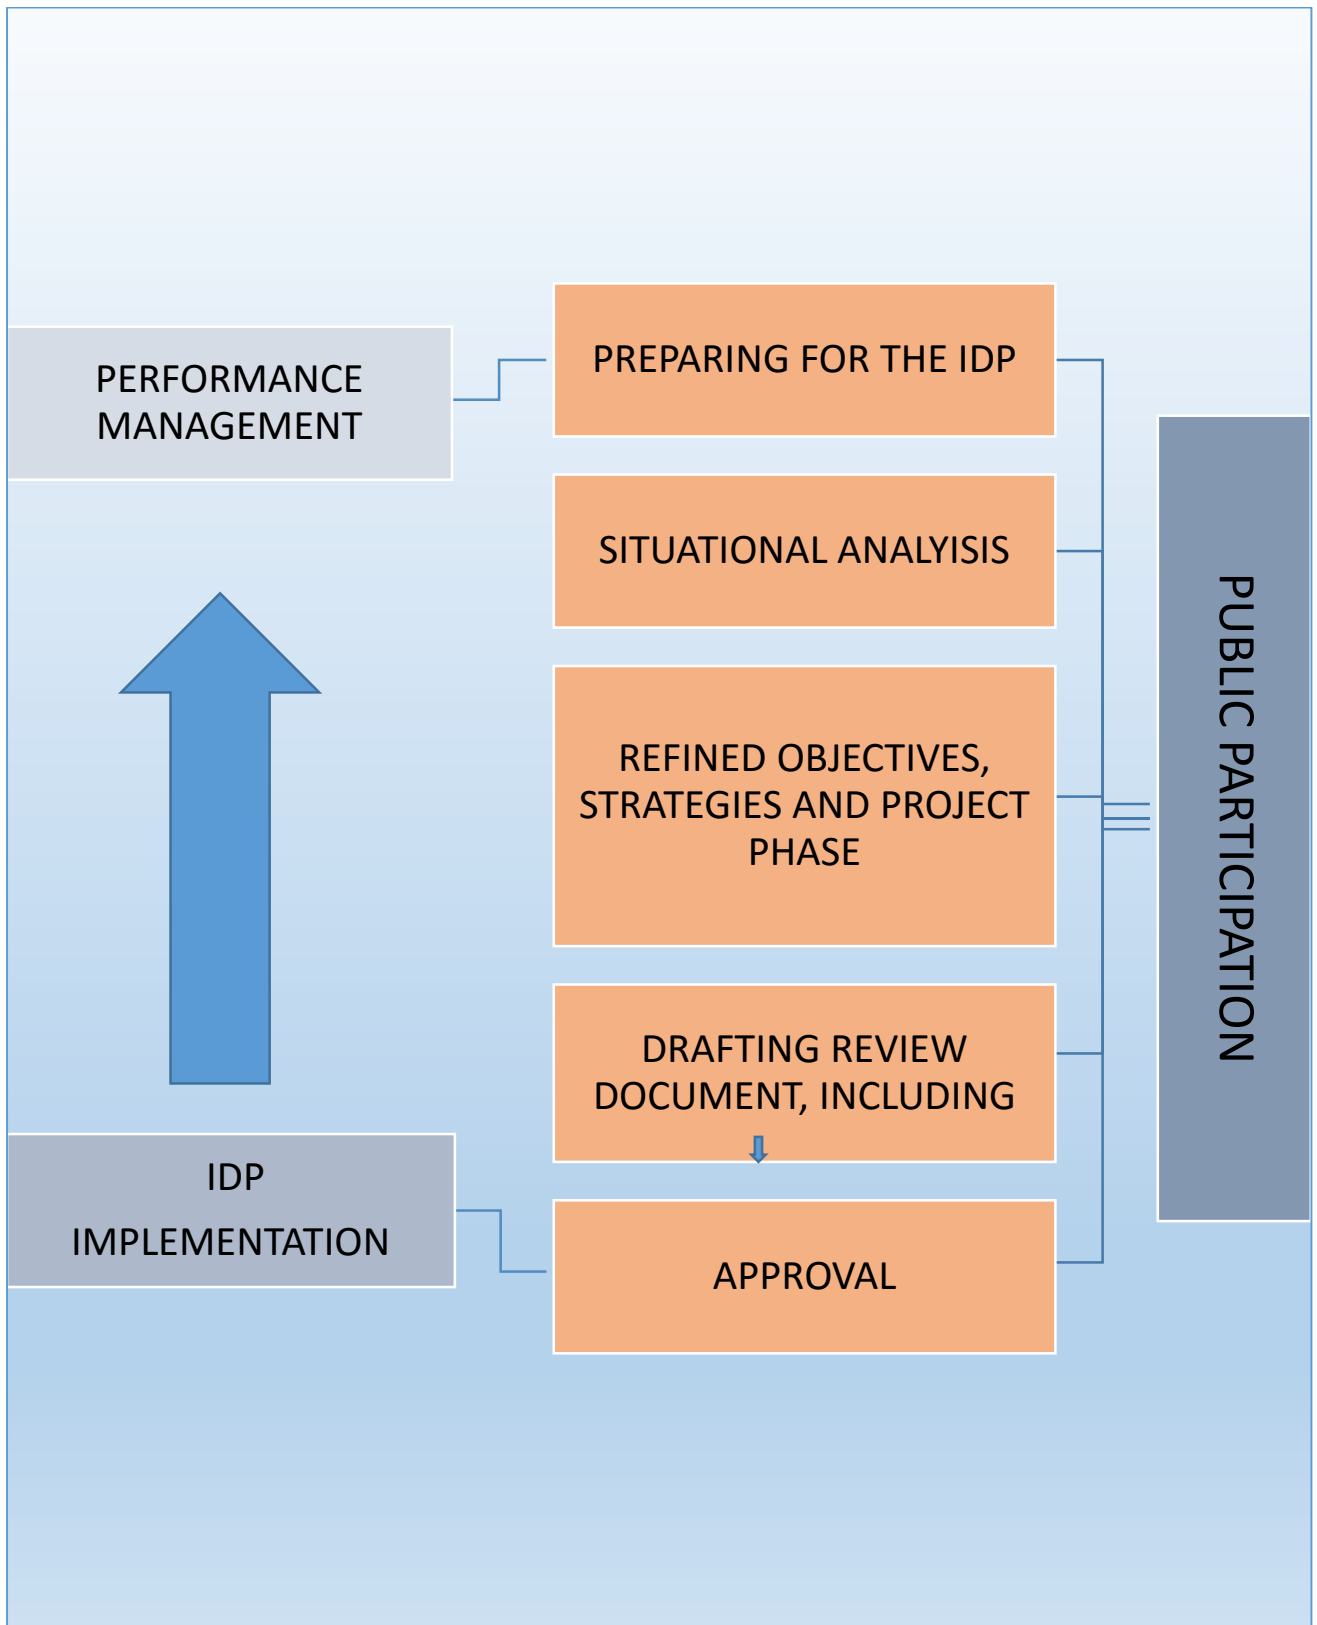 PERFORMANCE
MANAGEMENT
PREPARING FOR THE IDP
SITUATIONAL ANALYISIS
REFINED OBJECTIVES,
STRATEGIES AND PROJECT
PHASE
DRAFTING REVIEW
DOCUMENT, INCLUDING
IDP
IMPLEMENTATION
APPROVAL
PUBLIC PARTICIPATION